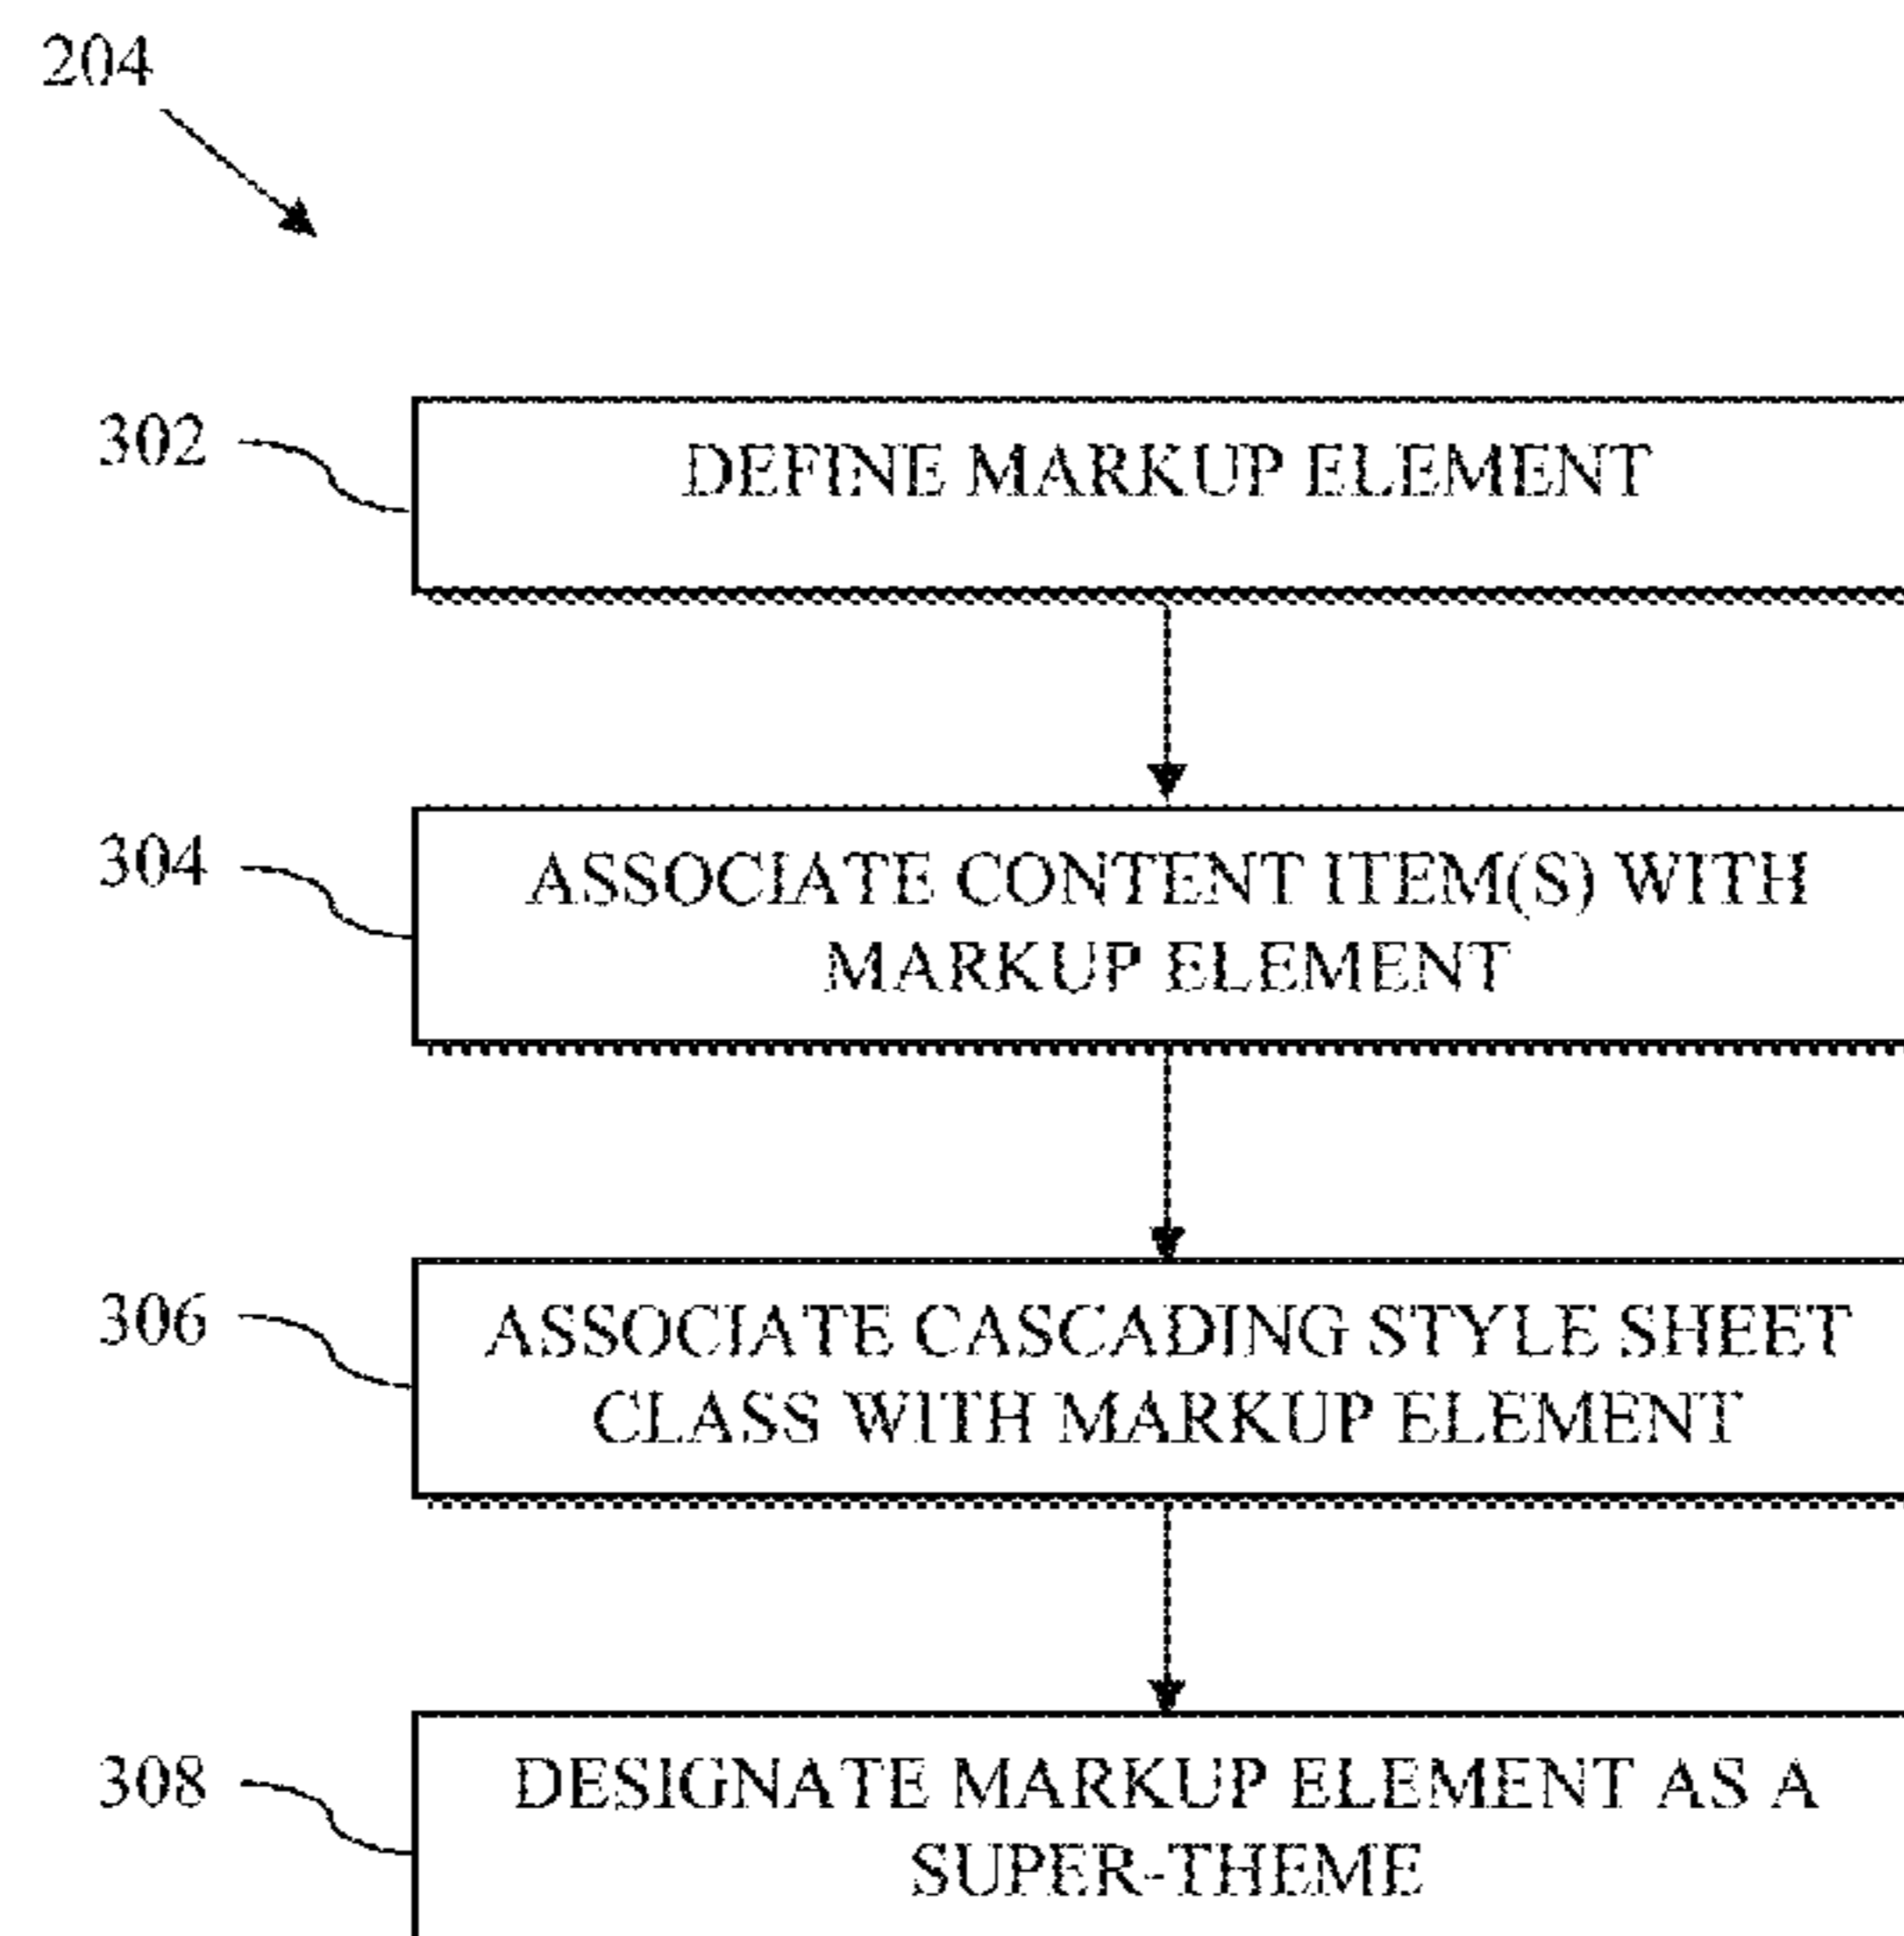 204
302
DEFINE MARKUP ELEMENT
304
ASSOCIATE CONTENT ITEM(S) WITH
MARKUP ELEMENT
306
ASSOCIATE CASCADING STYLE SHEET
CLASS WITH MARKUP ELEMENT
308
DESIGNATE MARKUP ELEMENT AS A
SUPER-THEME